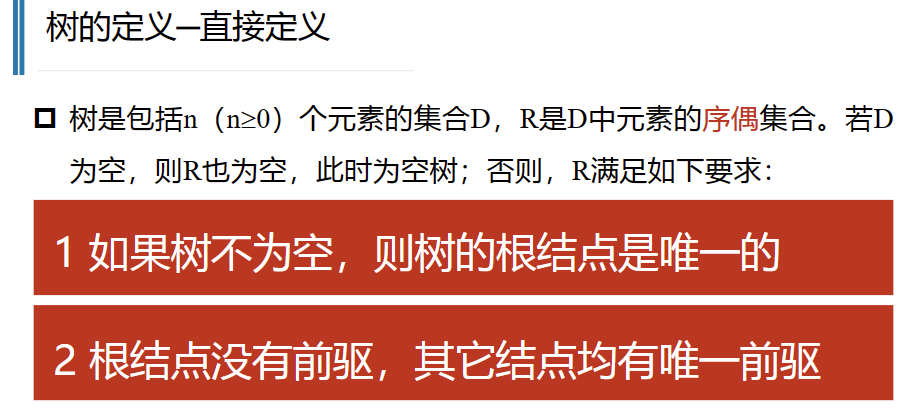 树的定义—直接定义
树是包括n（n≥0）个元素的集合D，R是D中元素的序偶集合。若D
为空，则R也为空，此时为空树；否则，R满足如下要求：
1 如果树不为空，则树的根结点是唯一的
2 根结点没有前驱，其它结点均有唯一前驱